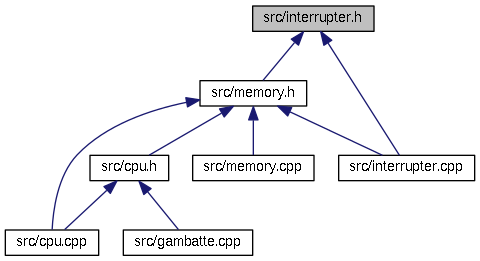 src/interrupter.h
src/memory.h
src/cpu.h
src/memory.cpp
src/interrupter.cpp
src/cpu.cpp
src/gambatte.cpp